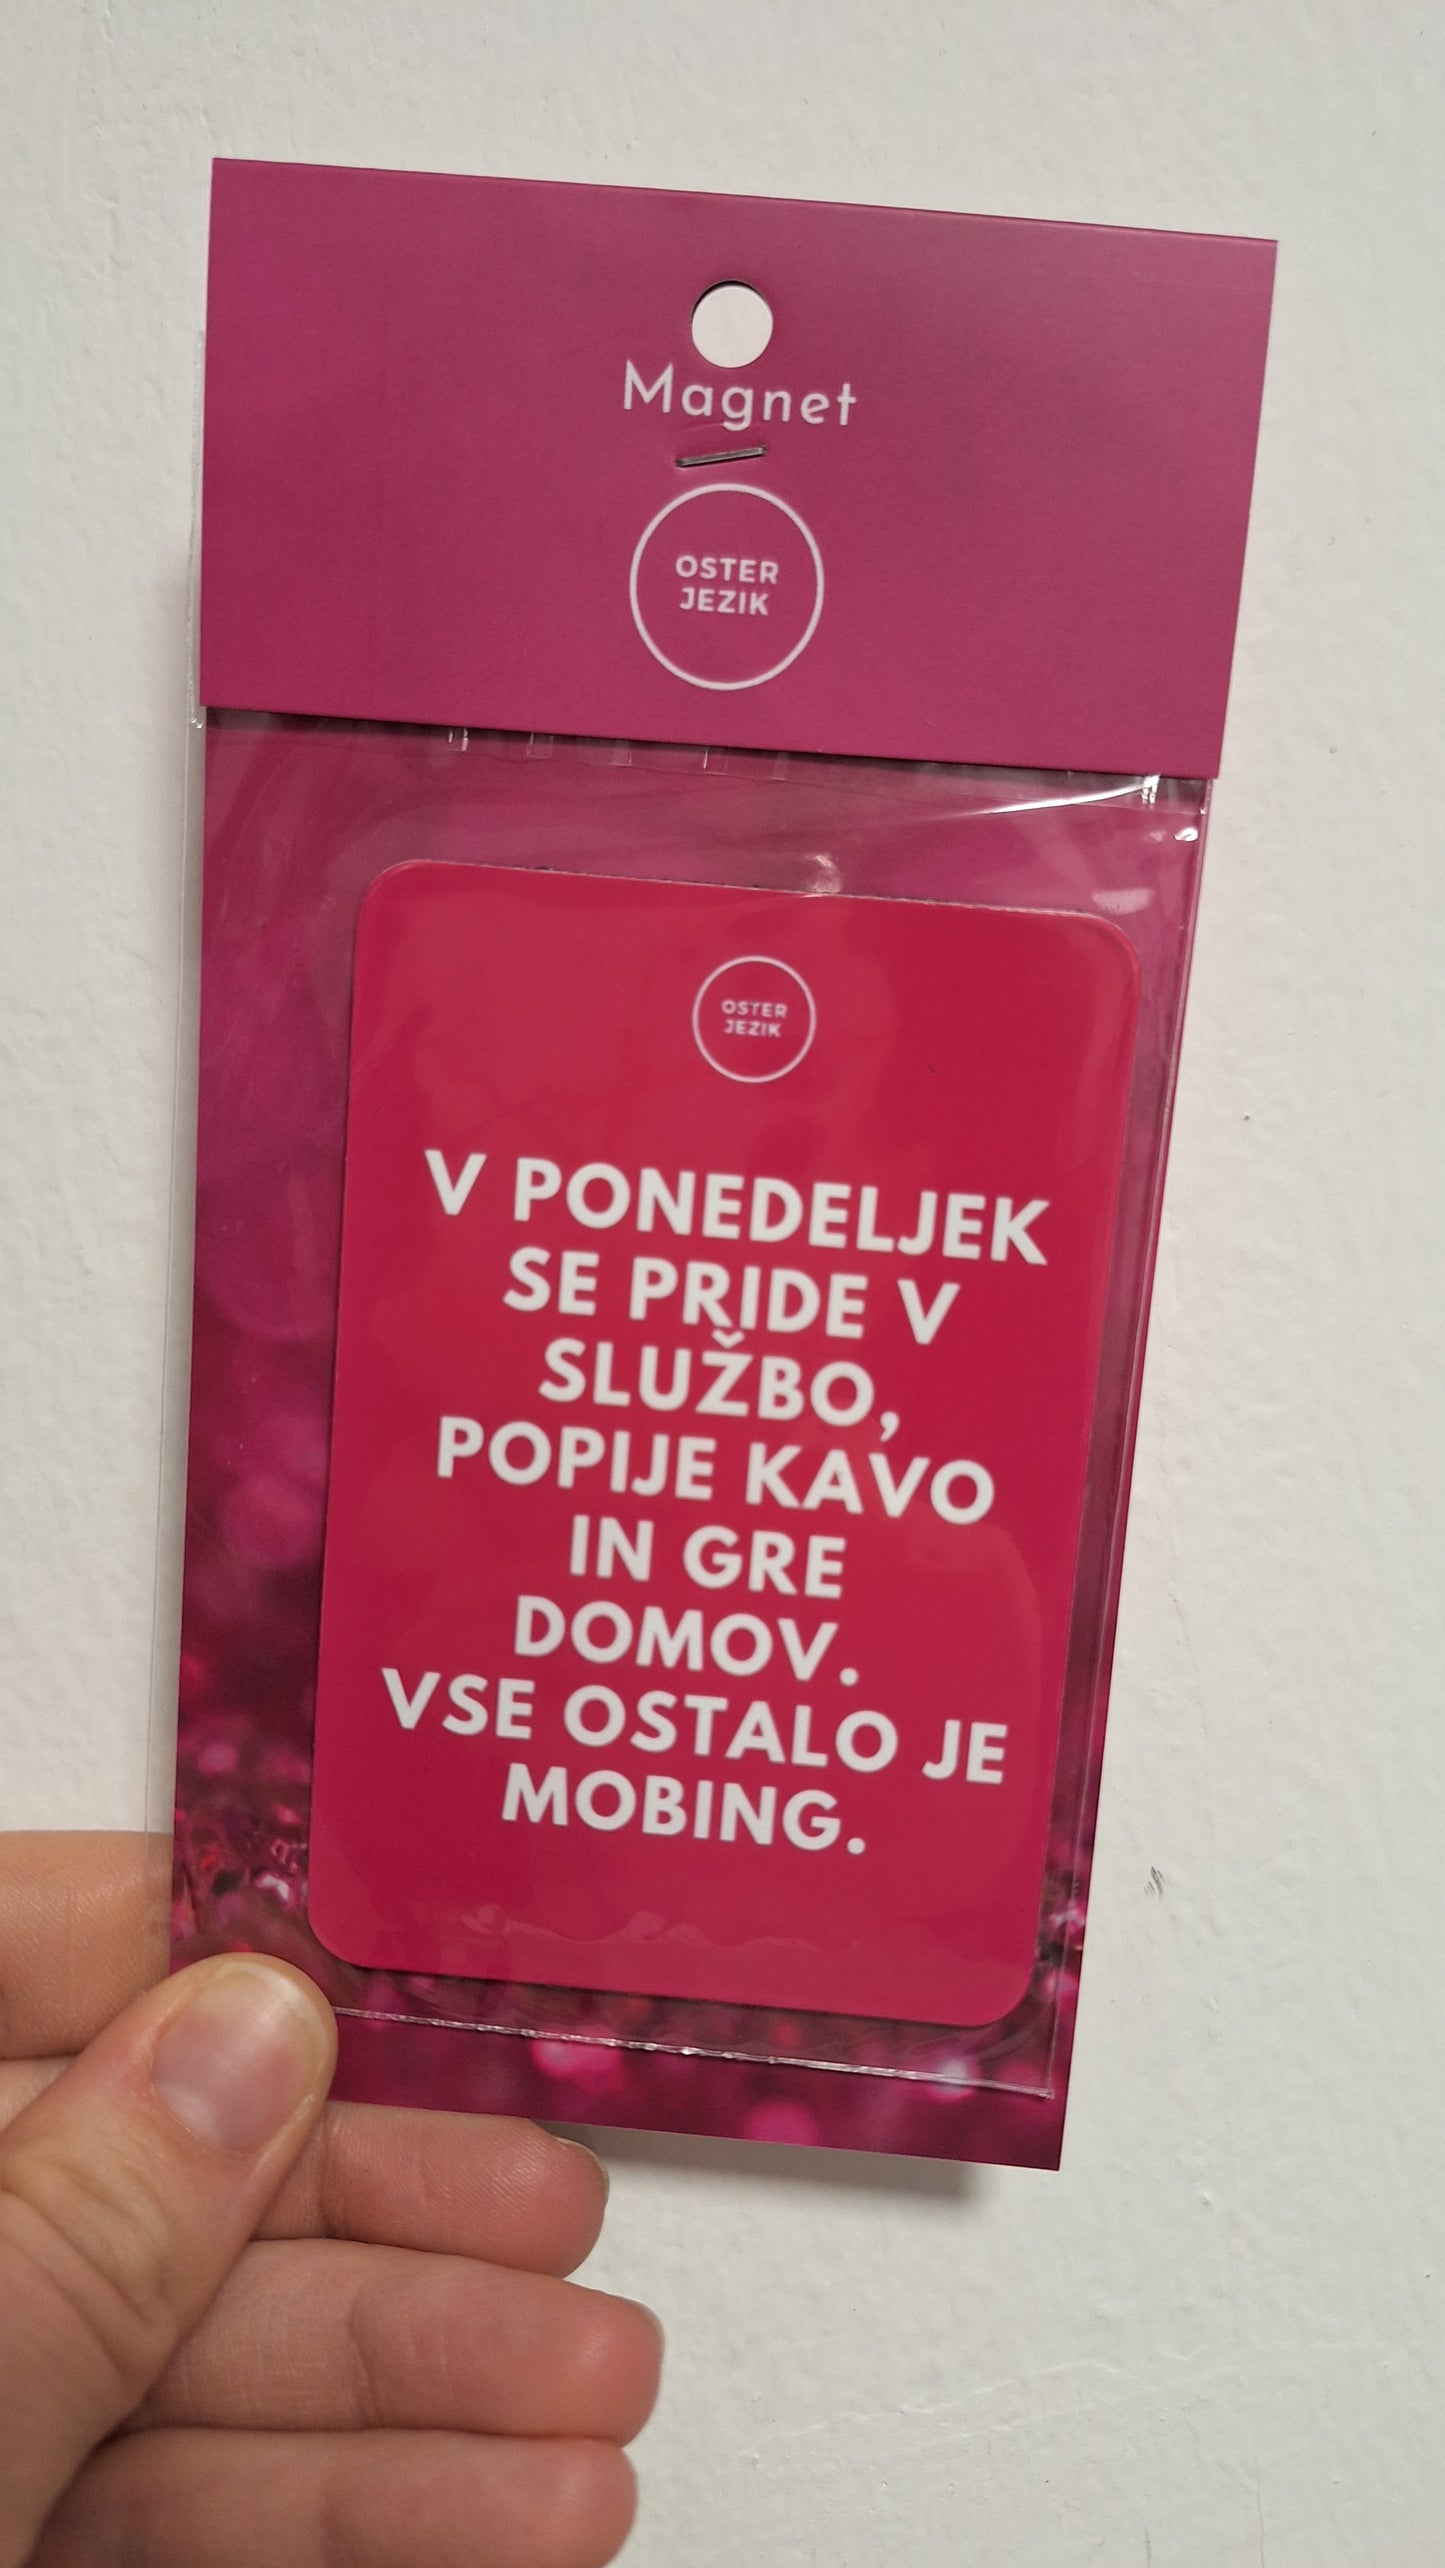 Magnet
OSTER
JEZIK
OSTER
JEZIK
V PONEDELJEK
SE PRIDE V
SLUŽBO,
POPIJE KAVO
IN GRE
DOMOV.
VSE OSTALO JE
MOBING.